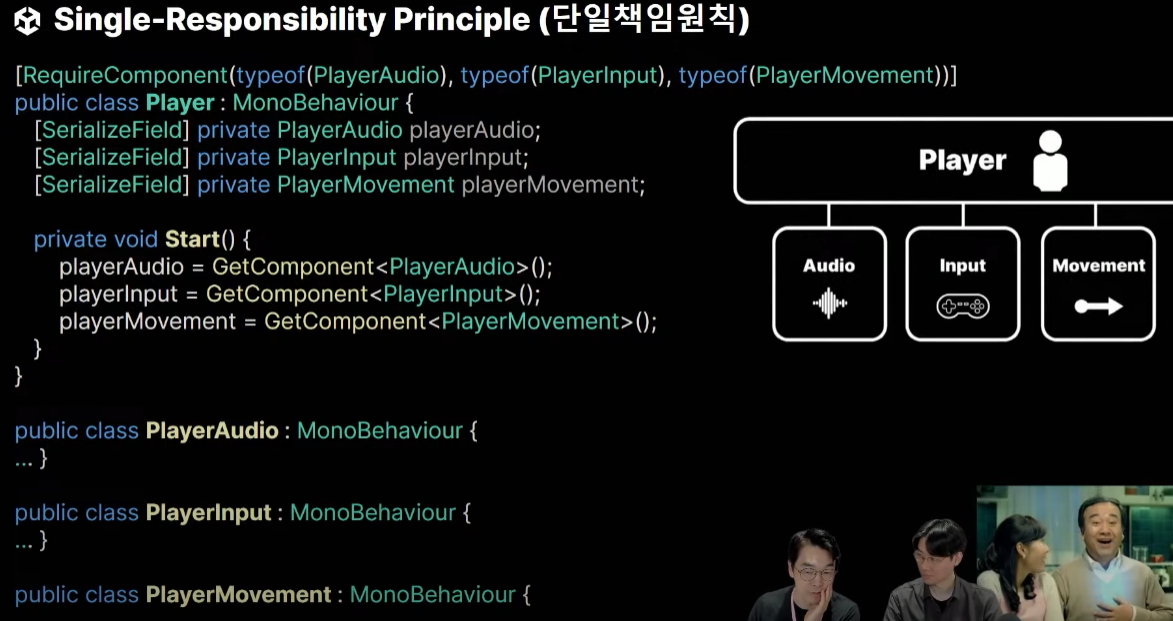 Single-Responsibility Principle (단일책임원칙)
[RequireComponent(typeof(PlayerAudio), typeof(PlayerInput), typeof(PlayerMovement))]
public class Player : MonoBehaviour {
[SerializeField] private PlayerAudio playerAudio;
[SerializeField] private PlayerInput playerInput;
[SerializeField] private PlayerMovement playerMovement;
private void Start() {
playerAudio = GetComponent<PlayerAudio>();
playerInput = GetComponent<PlayerInput>();
playerMovement = GetComponent<PlayerMovement>();
}
}
public class PlayerAudio : MonoBehaviour {
... }
public class PlayerInput : MonoBehaviour {
... }
public class PlayerMovement : MonoBehaviour {
Player
Audio
Input
Movement